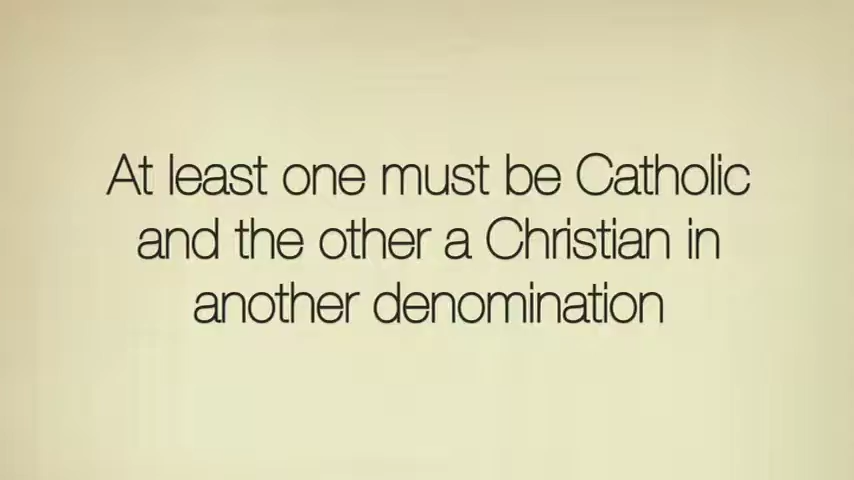 At least one must be Catholic
and the other a Christian in
another denomination